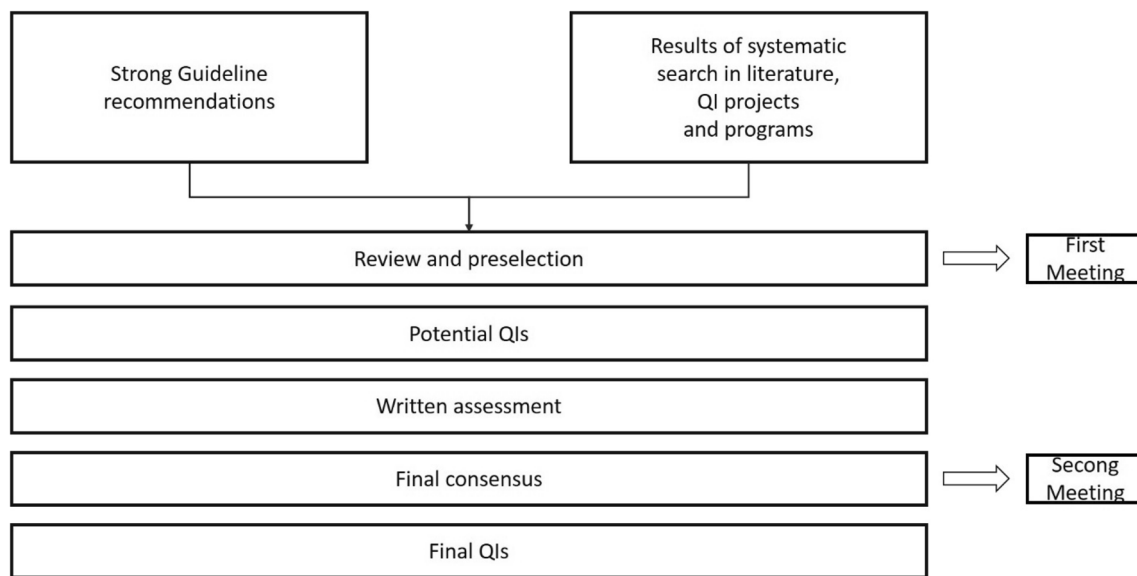 Strong Guideline
recommendations
Results of systematic
search in literature,
QI projects
and programs
Review and preselection
First
Meeting
Potential QIs
Written assessment
Final consensus
Secong
Meeting
Final QIs